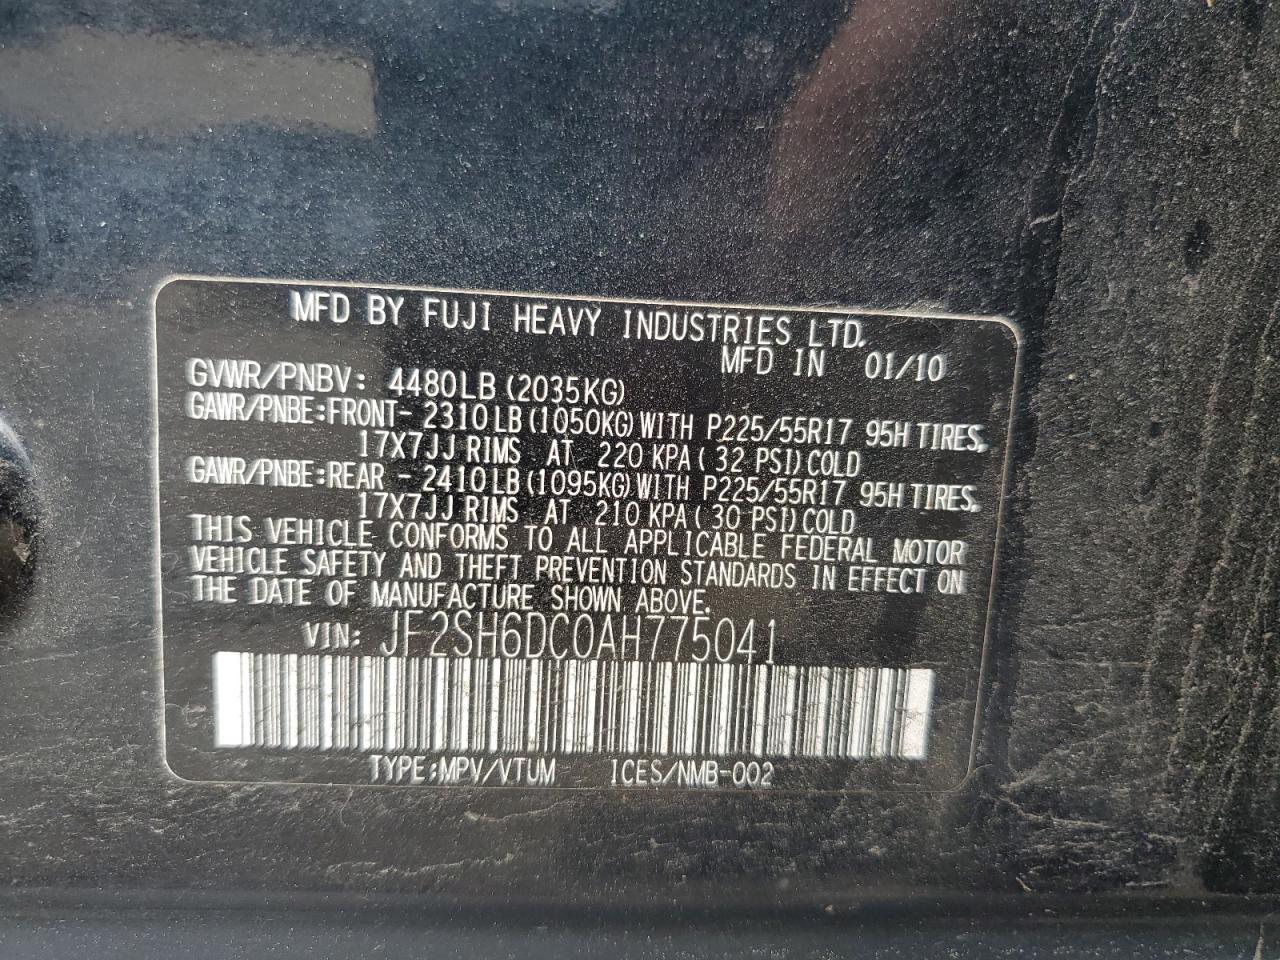 MFD BY FUJI HEAVY INDUSTRIES LTD.
MFD IN 01/10
GVWR/PNBV: 4480LB (2035KG)
GAWR/PNBE:FRONT- 2310LB (1050KG) WITH P225/55R17 95H TIRES,
17X7JJ RIMS AT 220 KPA ( 32 PSI) COLD
GAWR/PNBE:REAR - 2410LB (1095KG) WITH P225/55R17 95H TIRES,
17X7JJ RIMS AT 210 KPA ( 30 PSI) COLD
THIS VEHICLE CONFORMS TO ALL APPLICABLE FEDERAL MOTOR
VEHICLE SAFETY AND THEFT PREVENTION STANDARDS IN EFFECT ON
THE DATE OF MANUFACTURE SHOWN ABOVE.
VIN: JF2SH6DC0AH775041
TYPE:MPV/VTUM ICES/NMB-002